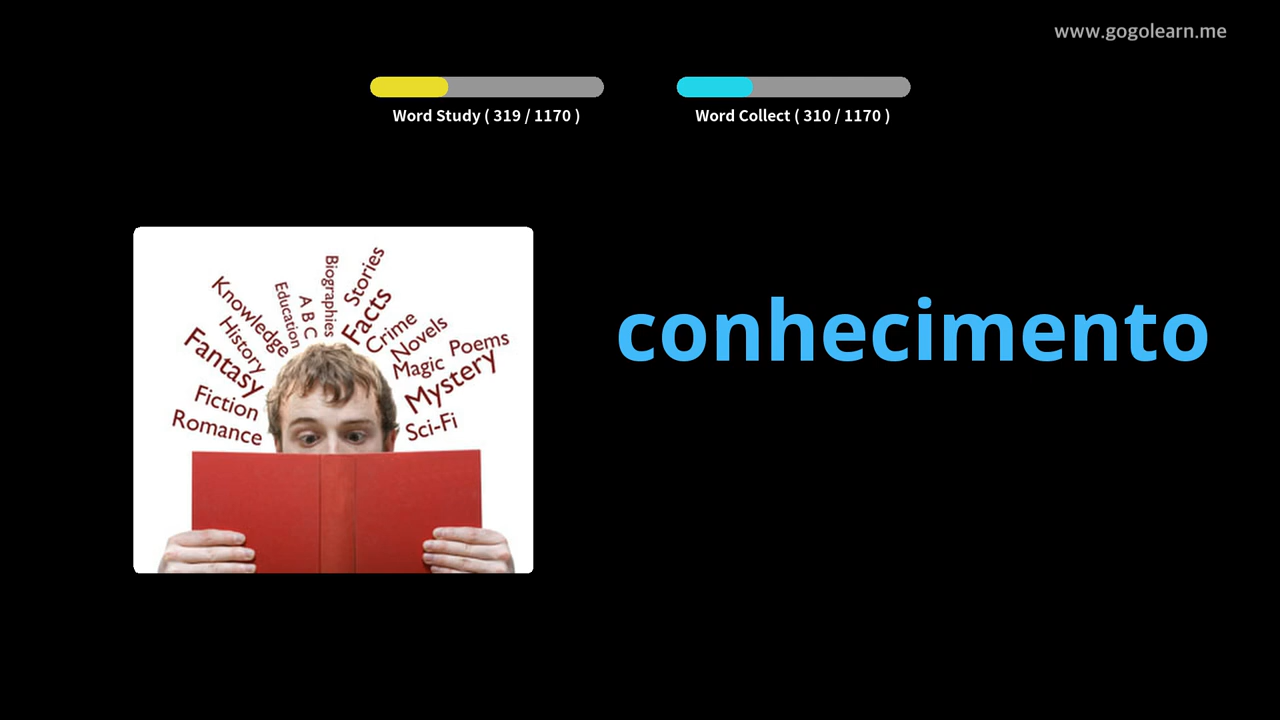 www.gogolearn.me
Word Study ( 319 / 1170 )
Word Collect ( 310 / 1170 )
Knowledge
History
Fantasy
Fiction
Romance
Education
A B C
Biographies
Stories
Facts
Crime
Novels
Magic
Poems
Mystery
Sci-Fi
conhecimento